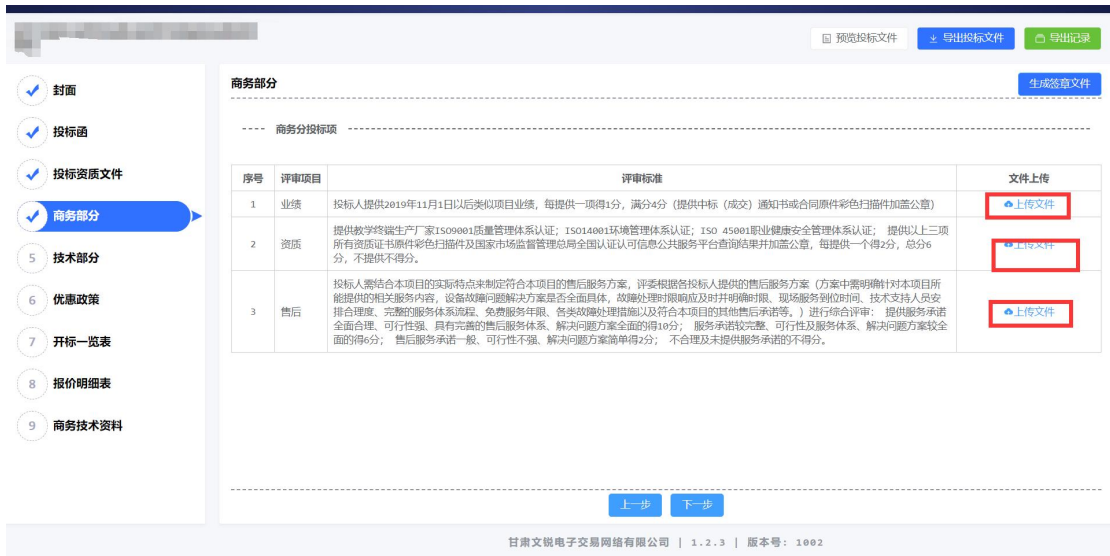 预览投标文件
导出投标文件
导出记录
封面
投标函
投标资质文件
商务部分
5 技术部分
6 优惠政策
7 开标一览表
8 报价明细表
9 商务技术资料
商务部分
生成签章文件
商务分投标项
序号 评审项目 评审标准 文件上传
1 业绩 投标人提供2019年11月1日以后类似项目业绩，每提供一项得1分，满分4分（提供中标（成交）通知书或合同原件彩色扫描件加盖公章） 上传文件
提供教学终端生产厂家ISO9001质量管理体系认证；ISO14001环境管理体系认证；ISO 45001职业健康安全管理体系认证； 提供以上三项
2 资质 所有资质证书原件彩色扫描件及国家市场监督管理总局全国认证认可信息公共服务平台查询结果并加盖公章，每提供一个得2分，总分6 上传文件
分，不提供不得分。
投标人需结合本项目的实际特点来制定符合本项目的售后服务方案，评委根据各投标人提供的售后服务方案（方案中需明确针对本项目所
能提供的相关服务内容，设备故障问题解决方案是否全面具体，故障处理时限响应及时并明确时限、现场服务到位时间、技术支持人员安
3 售后 排合理度、完整的服务体系流程、免费服务年限、各类故障处理措施以及符合本项目的其他售后承诺等。）进行综合评审： 提供服务承诺 上传文件
全面合理、可行性强、具有完善的售后服务体系、解决问题方案全面的得10分； 服务承诺较完整、可行性及服务体系、解决问题方案较全
面的得6分； 售后服务承诺一般、可行性不强、解决问题方案简单得2分； 不合理及未提供服务承诺的不得分。
上一步 下一步
甘肃文锐电子交易网络有限公司 | 1.2.3 | 版本号: 1002